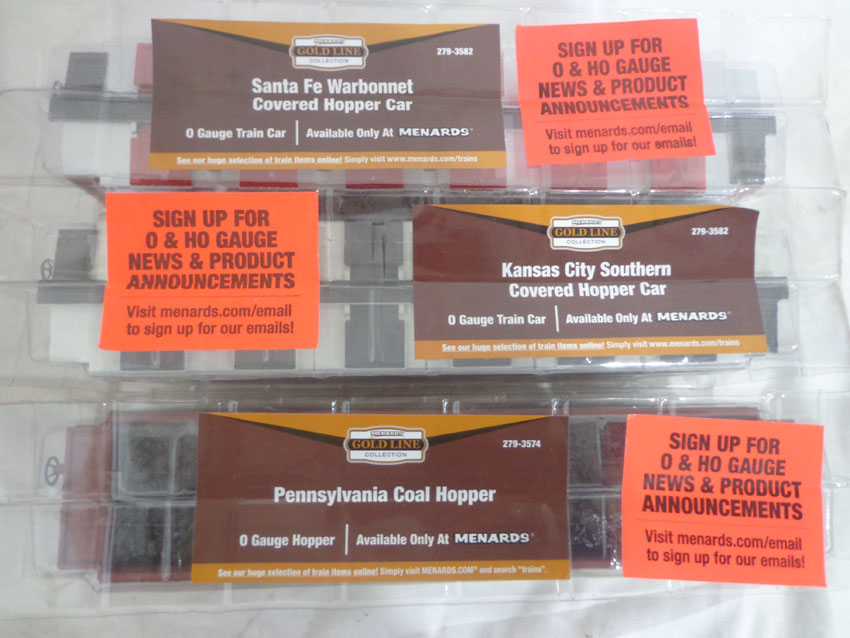 MENARDS
GOLD LINE
COLLECTION
279-3582
Santa Fe Warbonnet
Covered Hopper Car
O Gauge Train Car | Available Only At MENARDS®
See our huge selection of train items online! Simply visit www.menards.com/trains
SIGN UP FOR
O & HO GAUGE
NEWS & PRODUCT
ANNOUNCEMENTS
Visit menards.com/email
to sign up for our emails!
SIGN UP FOR
O & HO GAUGE
NEWS & PRODUCT
ANNOUNCEMENTS
Visit menards.com/email
to sign up for our emails!
MENARDS
GOLD LINE
COLLECTION
279-3582
Kansas City Southern
Covered Hopper Car
O Gauge Train Car | Available Only At MENARDS®
See our huge selection of train items online! Simply visit www.menards.com/trains
MENARDS
GOLD LINE
COLLECTION
279-3574
Pennsylvania Coal Hopper
O Gauge Hopper | Available Only At MENARDS®
See our huge selection of train items online! Simply visit MENARDS.COM® and search "trains".
SIGN UP FOR
O & HO GAUGE
NEWS & PRODUCT
ANNOUNCEMENTS
Visit menards.com/email
to sign up for our emails!